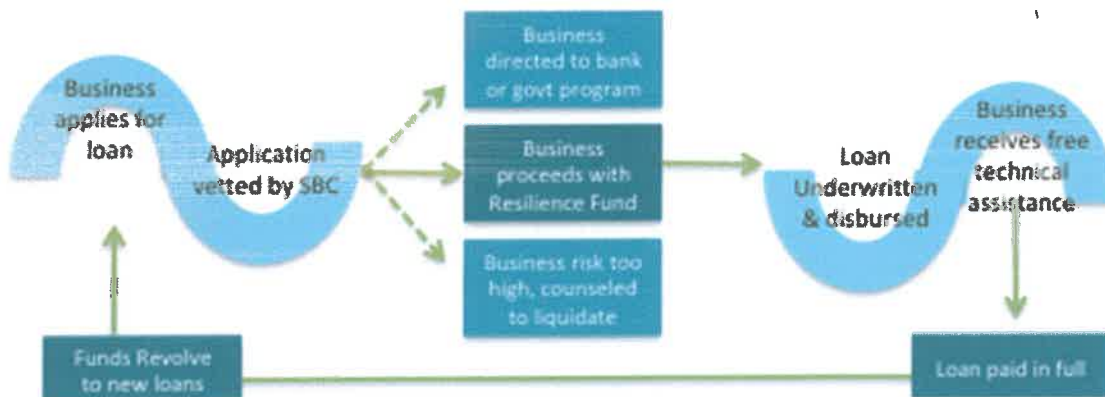 Business
applies for
loan
Application
vetted by SBC
Business
directed to bank
or govt program
Business
proceeds with
Resilience Fund
Business risk too
high, counseled
to liquidate
Loan
Underwritten
& disbursed
Business
receives free
technical
assistance
Loan paid in full
Funds Revolve
to new loans